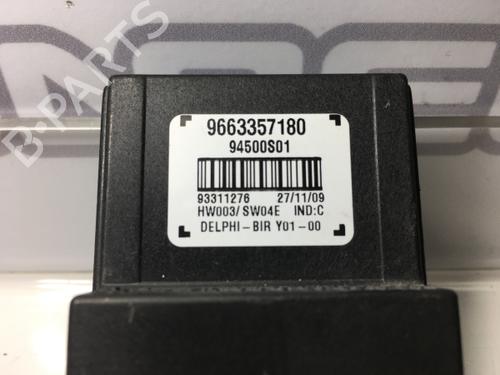 B-PARTS
9663357180
94500S01
93311276 27/11/09
HW003/SW04E IND:C
DELPHI-BIR Y01-00